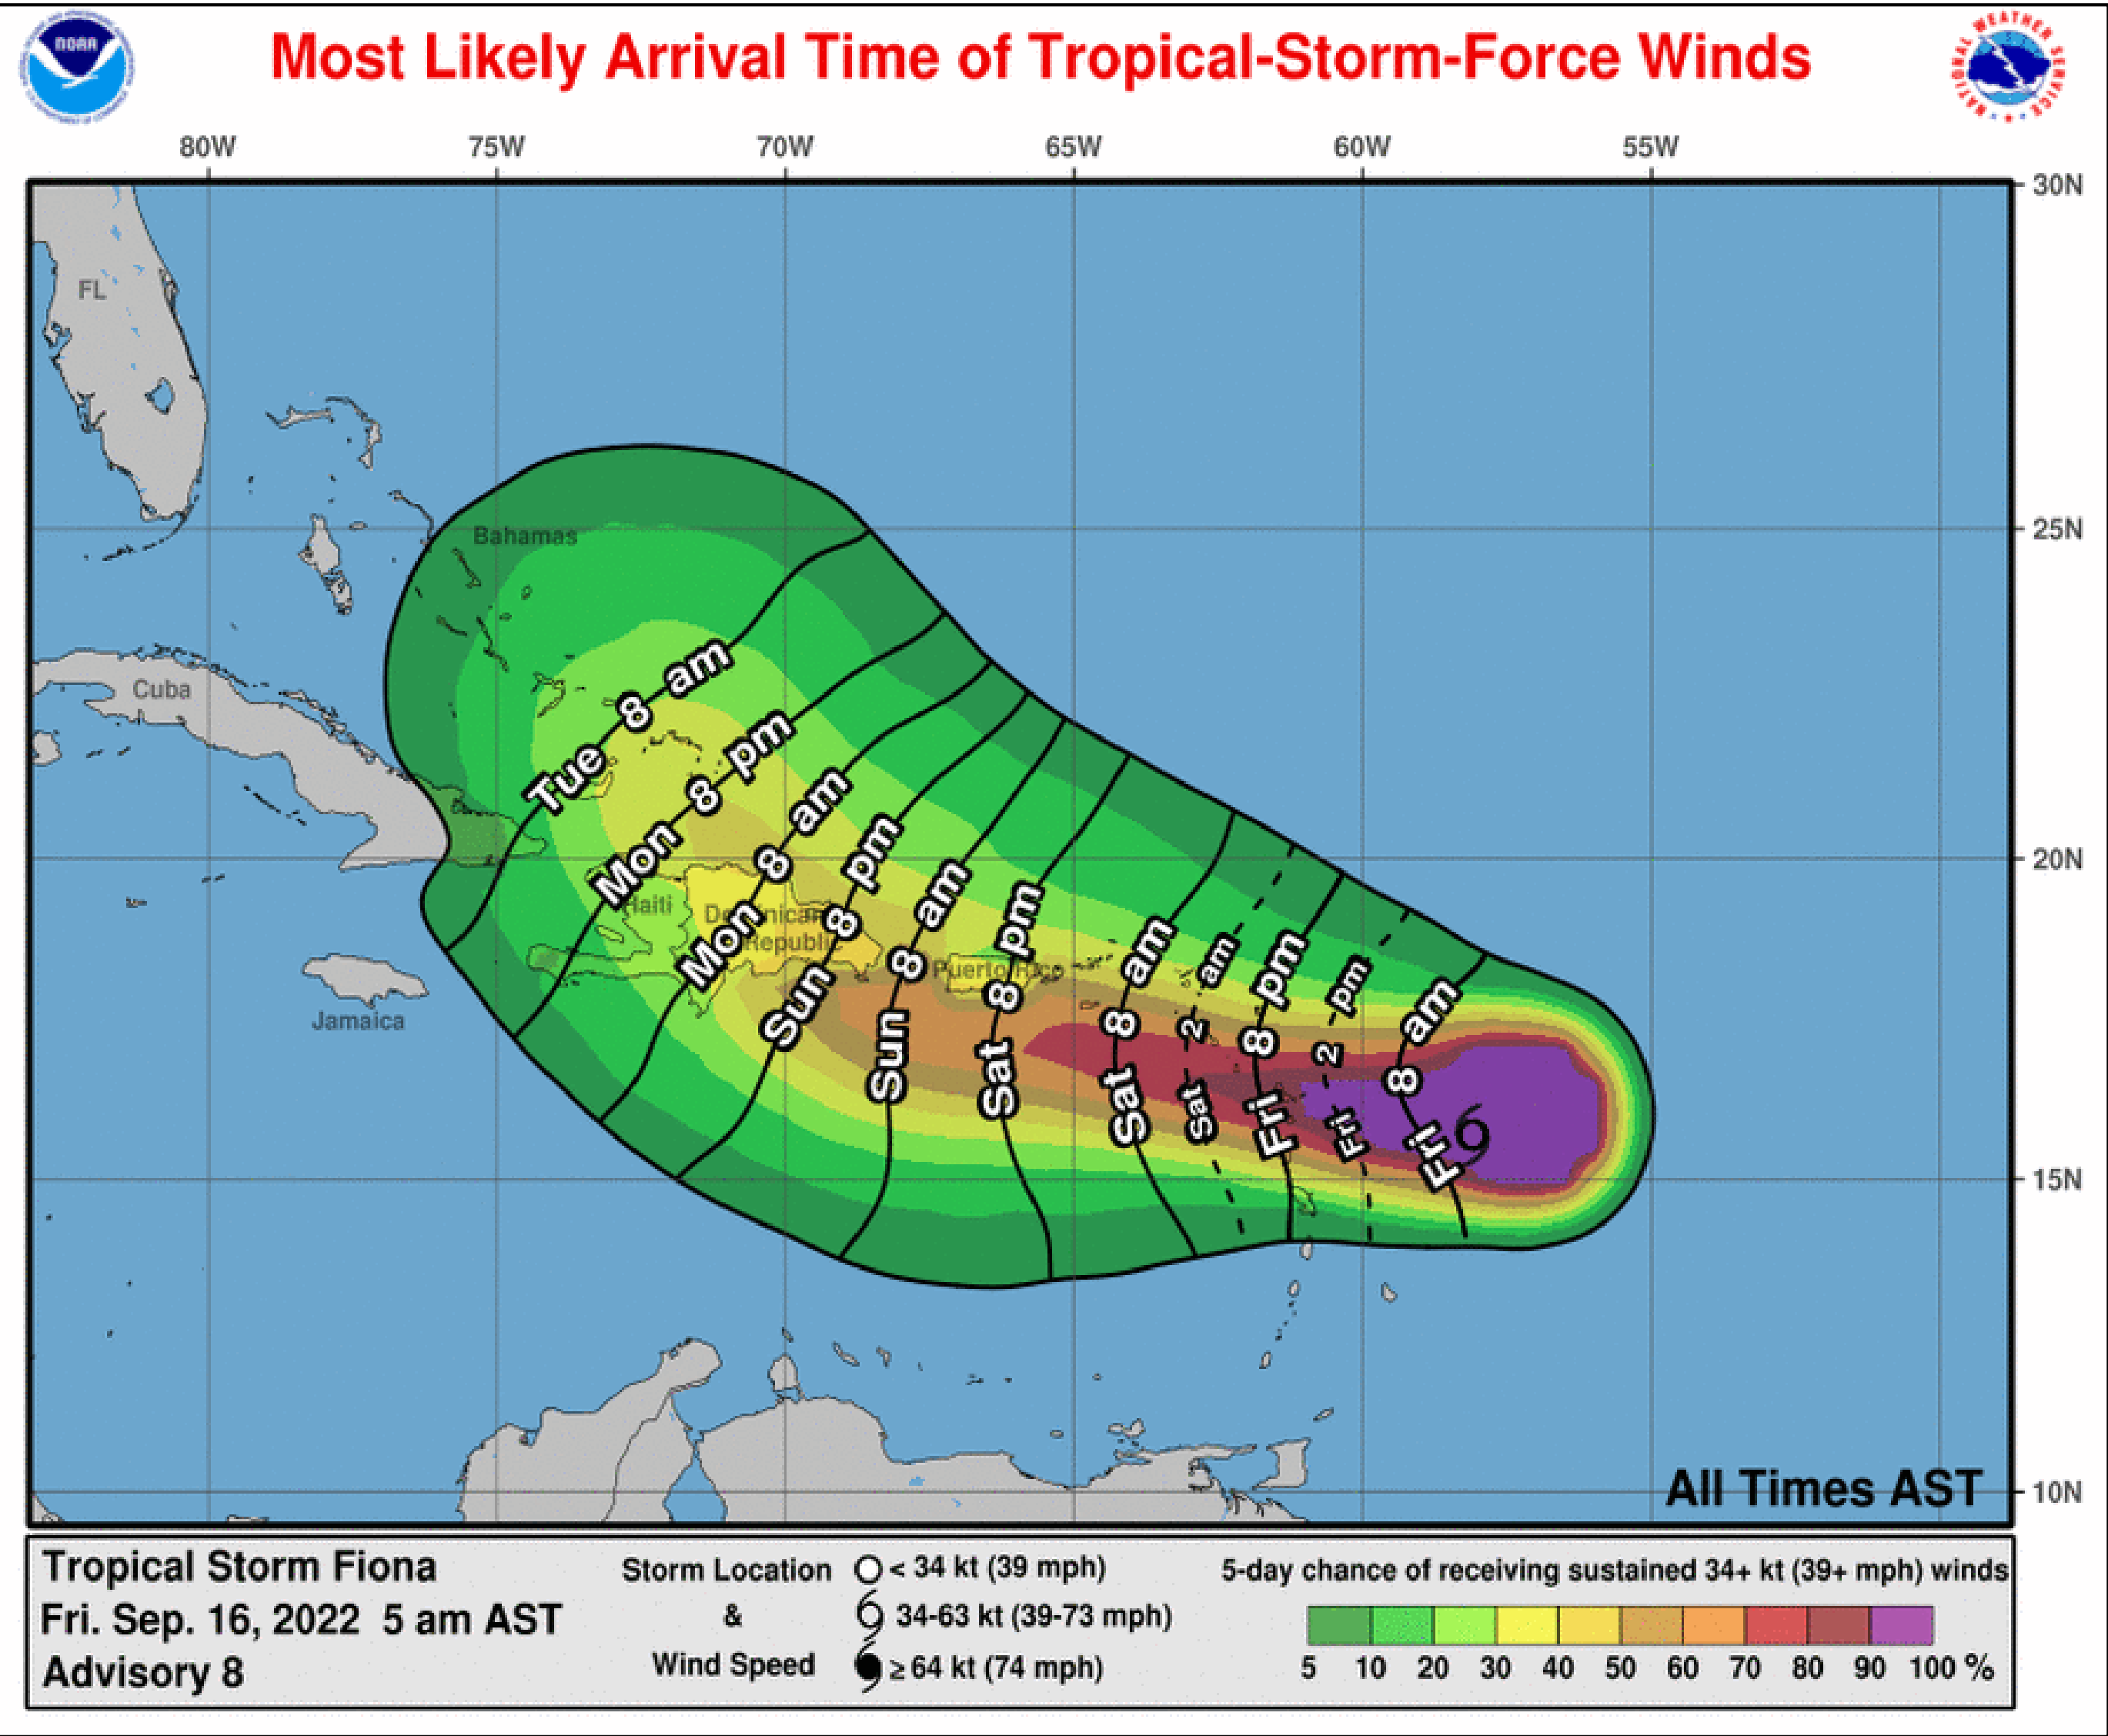 NOAA
Most Likely Arrival Time of Tropical-Storm-Force Winds
NATIONAL WEATHER SERVICE
80W 75W 70W 65W 60W 55W
30N
FL
25N
Bahamas
Cuba
Tue 8 am
Mon 8 pm
Mon 8 am
Sun 8 pm
Sun 8 am
Sat 8 pm
Sat 8 am
Sat 2 am
Fri 8 pm
Fri 2 pm
Fri 8 am
20N
Haiti
Dominican
Republic
Puerto Rico
Jamaica
15N
All Times AST
10N
Tropical Storm Fiona
Fri. Sep. 16, 2022 5 am AST
Advisory 8
Storm Location
&
Wind Speed
< 34 kt (39 mph)
34-63 kt (39-73 mph)
≥ 64 kt (74 mph)
5-day chance of receiving sustained 34+ kt (39+ mph) winds
5 10 20 30 40 50 60 70 80 90 100 %